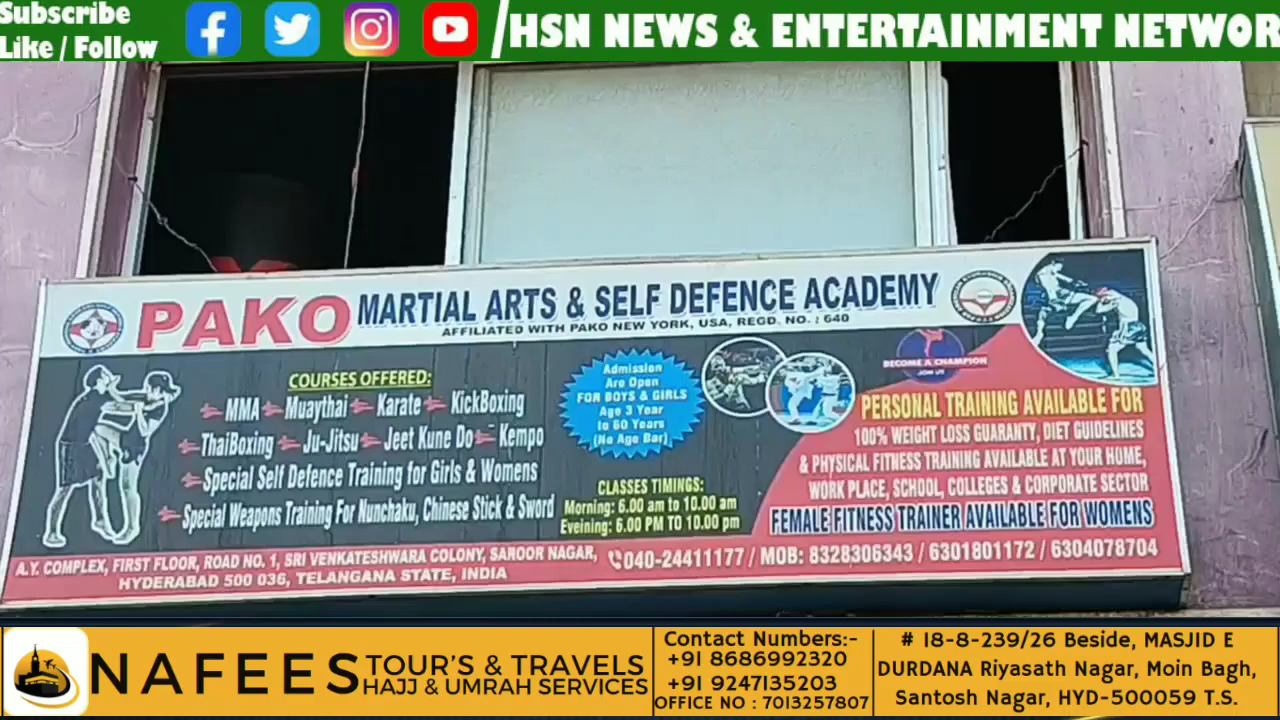 Subscribe
Like / Follow
HSN NEWS & ENTERTAINMENT NETWOR
PAKO MARTIAL ARTS & SELF DEFENCE ACADEMY
AFFILIATED WITH PAKO NEW YORK, USA, REGD. NO. : 640
COURSES OFFERED:
MMA Muaythai Karate KickBoxing
ThaiBoxing Ju-Jitsu Jeet Kune Do Kempo
Special Self Defence Training for Girls & Womens
Special Weapons Training For Nunchaku, Chinese Stick & Sword
Admission
Are Open
FOR BOYS & GIRLS
Age 3 Year
to 60 Years
(No Age Bar)
CLASSES TIMINGS:
Morning: 6.00 am to 10.00 am
Eveining: 6.00 PM TO 10.00 pm
BECOME A CHAMPION
JOIN US
PERSONAL TRAINING AVAILABLE FOR
100% WEIGHT LOSS GUARANTY, DIET GUIDELINES
& PHYSICAL FITNESS TRAINING AVAILABLE AT YOUR HOME,
WORK PLACE, SCHOOL, COLLEGES & CORPORATE SECTOR
FEMALE FITNESS TRAINER AVAILABLE FOR WOMENS
A.Y. COMPLEX, FIRST FLOOR, ROAD NO. 1, SRI VENKATESHWARA COLONY, SAROOR NAGAR,
HYDERABAD 500 036, TELANGANA STATE, INDIA
040-24411177 / MOB: 8328306343 / 6301801172 / 6304078704
NAFEES TOUR'S & TRAVELS
HAJJ & UMRAH SERVICES
Contact Numbers:-
+91 8686992320
+91 9247135203
OFFICE NO : 7013257807
# 18-8-239/26 Beside, MASJID E
DURDANA Riyasath Nagar, Moin Bagh,
Santosh Nagar, HYD-500059 T.S.